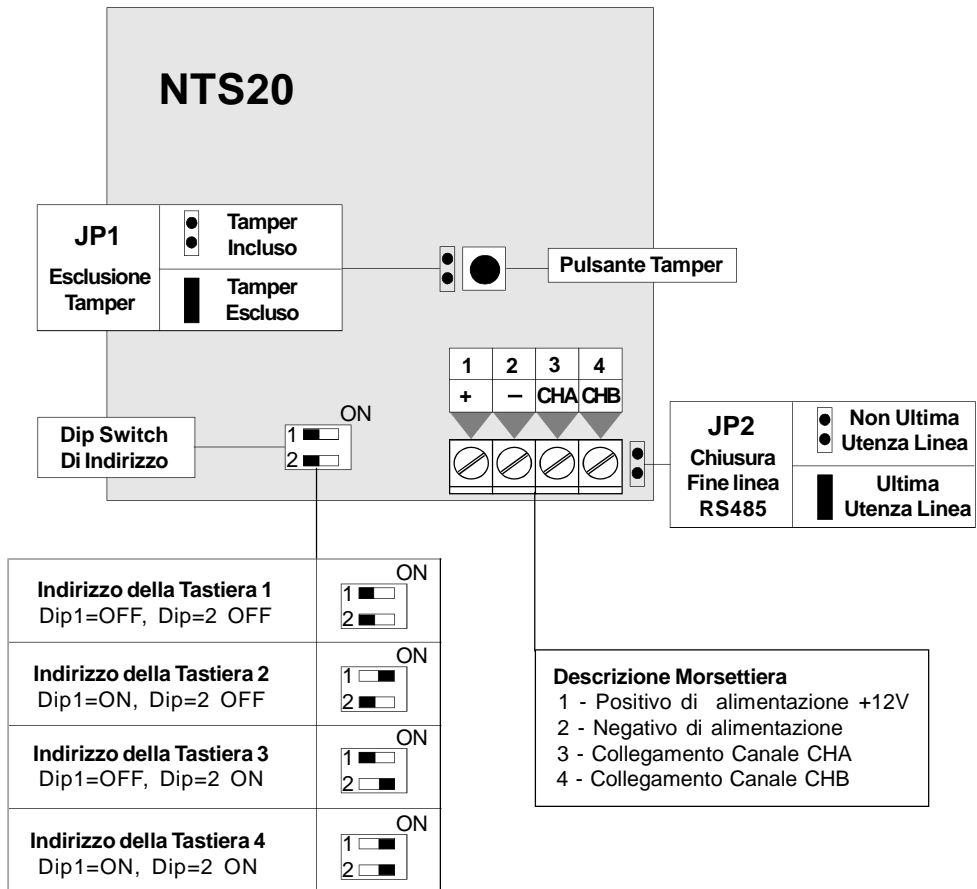 NTS20
JP1
Esclusione
Tamper
Tamper
Incluso
Tamper
Escluso
Pulsante Tamper
1 2 3 4
+ − CHA CHB
Dip Switch
Di Indirizzo
ON
1
2
JP2
Chiusura
Fine linea
RS485
Non Ultima
Utenza Linea
Ultima
Utenza Linea
Indirizzo della Tastiera 1
Dip1=OFF, Dip=2 OFF
ON
1
2
Indirizzo della Tastiera 2
Dip1=ON, Dip=2 OFF
ON
1
2
Indirizzo della Tastiera 3
Dip1=OFF, Dip=2 ON
ON
1
2
Indirizzo della Tastiera 4
Dip1=ON, Dip=2 ON
ON
1
2
Descrizione Morsettiera
1 - Positivo di alimentazione +12V
2 - Negativo di alimentazione
3 - Collegamento Canale CHA
4 - Collegamento Canale CHB